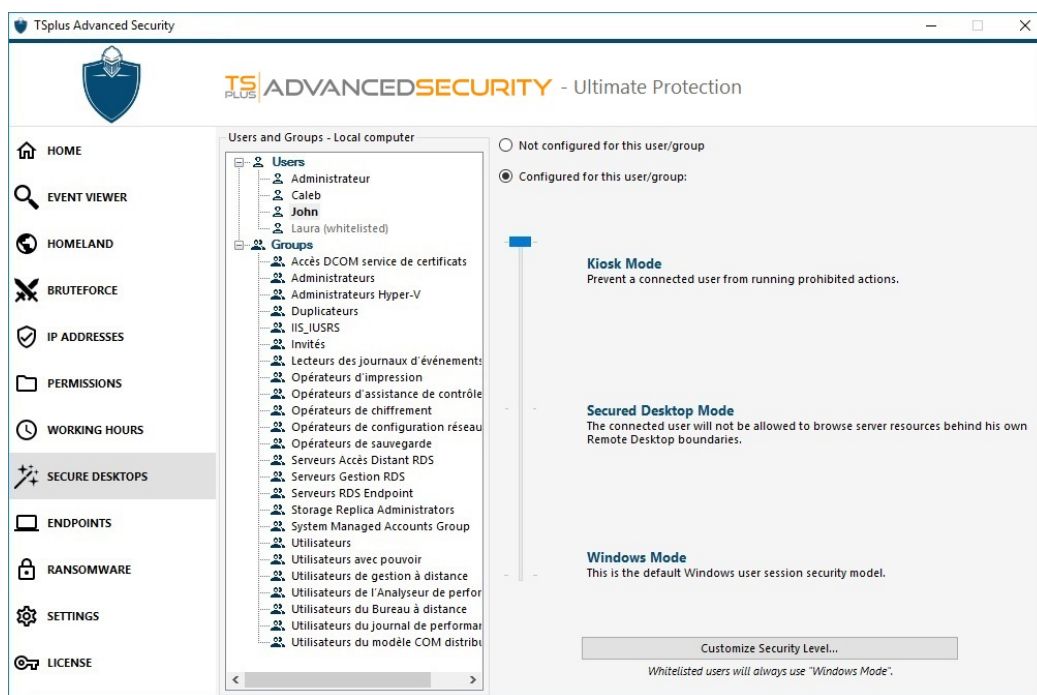 TSplus Advanced Security
TS PLUS ADVANCEDSECURITY - Ultimate Protection
HOME
EVENT VIEWER
HOMELAND
BRUTEFORCE
IP ADDRESSES
PERMISSIONS
WORKING HOURS
SECURE DESKTOPS
ENDPOINTS
RANSOMWARE
SETTINGS
LICENSE
Users and Groups - Local computer
Users
Administrateur
Caleb
John
Laura (whitelisted)
Groups
Accès DCOM service de certificats
Administrateurs
Administrateurs Hyper-V
Duplicateurs
IIS_IUSRS
Invités
Lecteurs des journaux d'événements
Opérateurs d'impression
Opérateurs d'assistance de contrôle
Opérateurs de chiffrement
Opérateurs de configuration réseau
Opérateurs de sauvegarde
Serveurs Accès Distant RDS
Serveurs Gestion RDS
Serveurs RDS Endpoint
Storage Replica Administrators
System Managed Accounts Group
Utilisateurs
Utilisateurs avec pouvoir
Utilisateurs de gestion à distance
Utilisateurs de l'Analyseur de perfor
Utilisateurs du Bureau à distance
Utilisateurs du journal de performar
Utilisateurs du modèle COM distribu
Not configured for this user/group
Configured for this user/group:
Kiosk Mode
Prevent a connected user from running prohibited actions.
Secured Desktop Mode
The connected user will not be allowed to browse server resources behind his own
Remote Desktop boundaries.
Windows Mode
This is the default Windows user session security model.
Customize Security Level...
Whitelisted users will always use "Windows Mode".